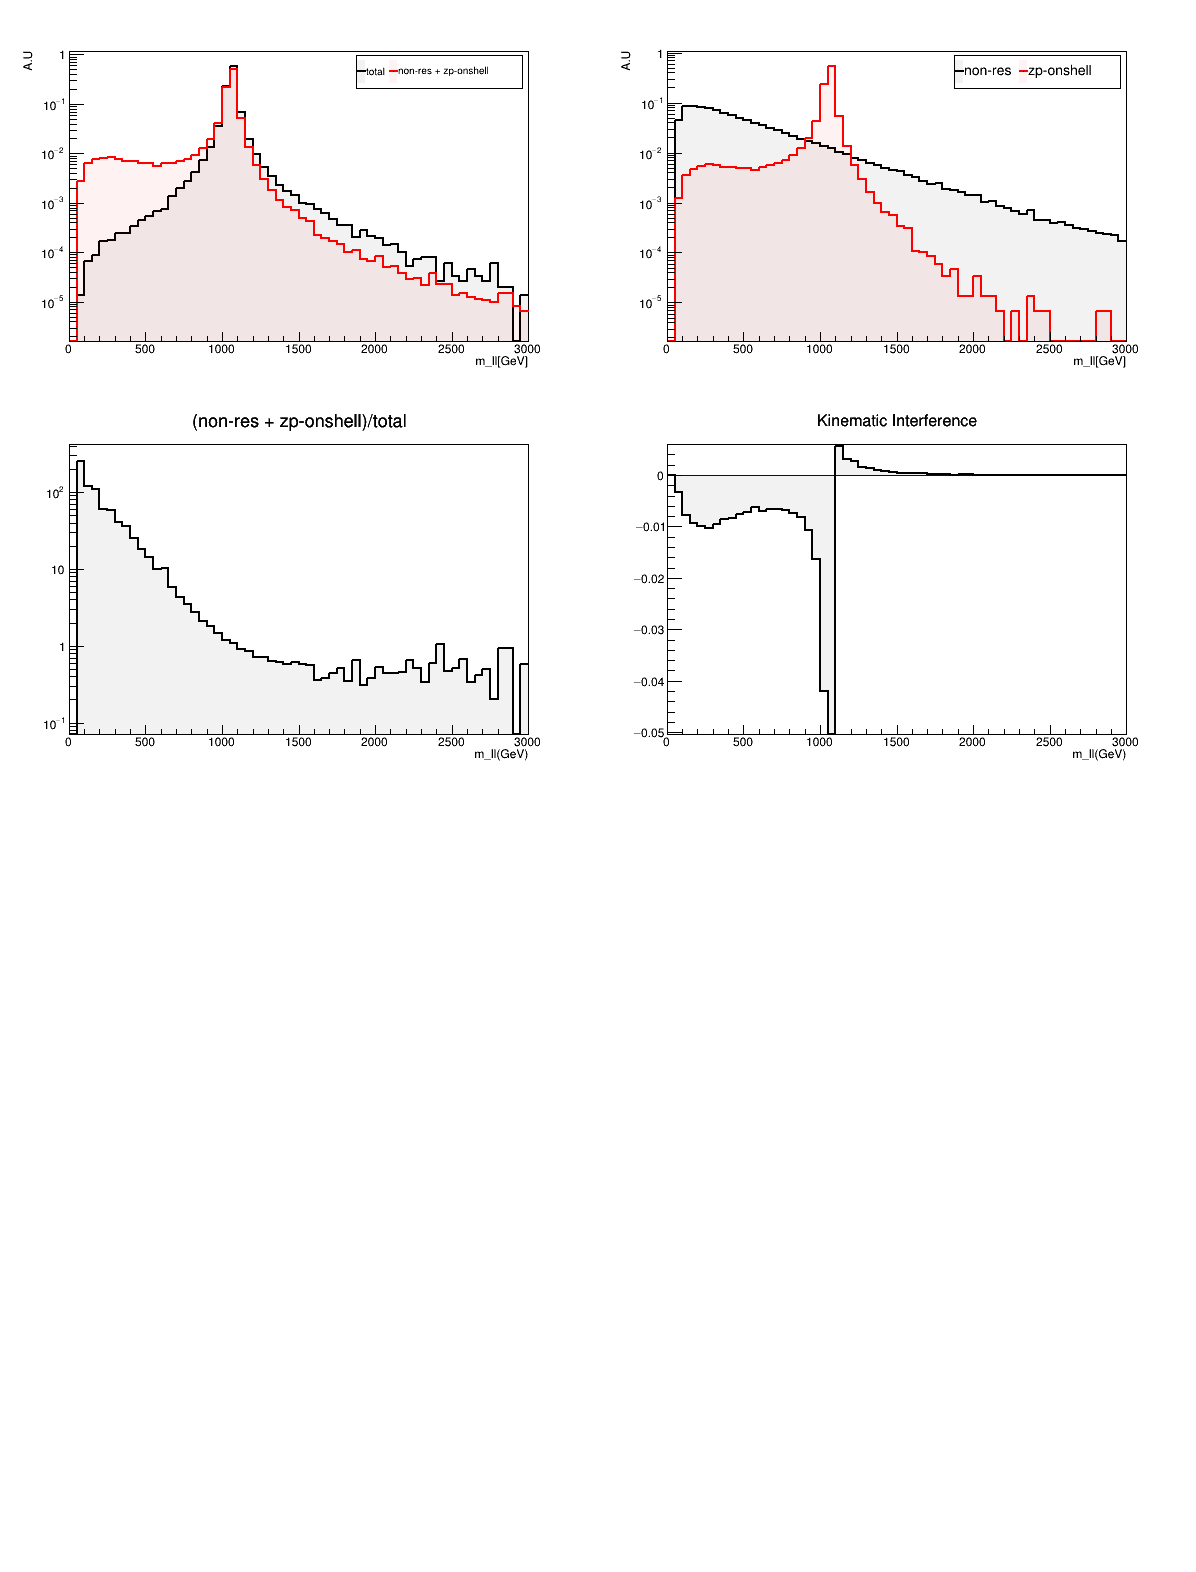 A.U
total non-res + zp-onshell
1
10⁻¹
10⁻²
10⁻³
10⁻⁴
10⁻⁵
0 500 1000 1500 2000 2500 3000
m_ll[GeV]
A.U
non-res zp-onshell
1
10⁻¹
10⁻²
10⁻³
10⁻⁴
10⁻⁵
0 500 1000 1500 2000 2500 3000
m_ll[GeV]
(non-res + zp-onshell)/total
10²
10
1
10⁻¹
0 500 1000 1500 2000 2500 3000
m_ll(GeV)
Kinematic Interference
0
−0.01
−0.02
−0.03
−0.04
−0.05
0 500 1000 1500 2000 2500 3000
m_ll(GeV)